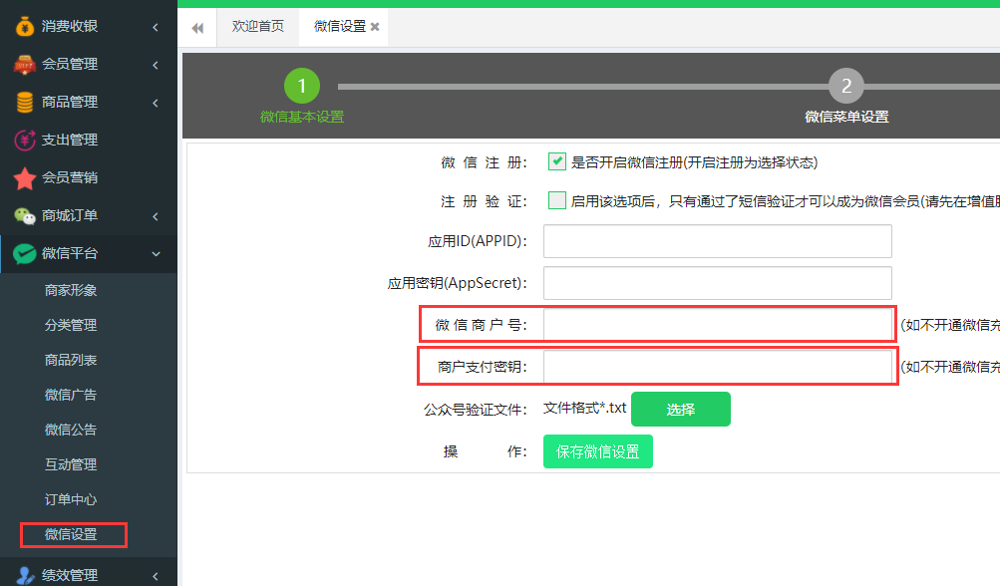 消费收银
会员管理
商品管理
支出管理
会员营销
商城订单
微信平台
商家形象
分类管理
商品列表
微信广告
微信公告
互动管理
订单中心
微信设置
绩效管理
欢迎首页 微信设置
1 2
微信基本设置 微信菜单设置
微 信 注 册： 是否开启微信注册(开启注册为选择状态)
注 册 验 证： 启用该选项后，只有通过了短信验证才可以成为微信会员(请先在增值
应用ID(APPID)：
应用密钥(AppSecret)：
微 信 商 户 号： (如不开通微信充
商户支付密钥： (如不开通微信充
公众号验证文件： 文件格式*.txt 选择
操 作： 保存微信设置